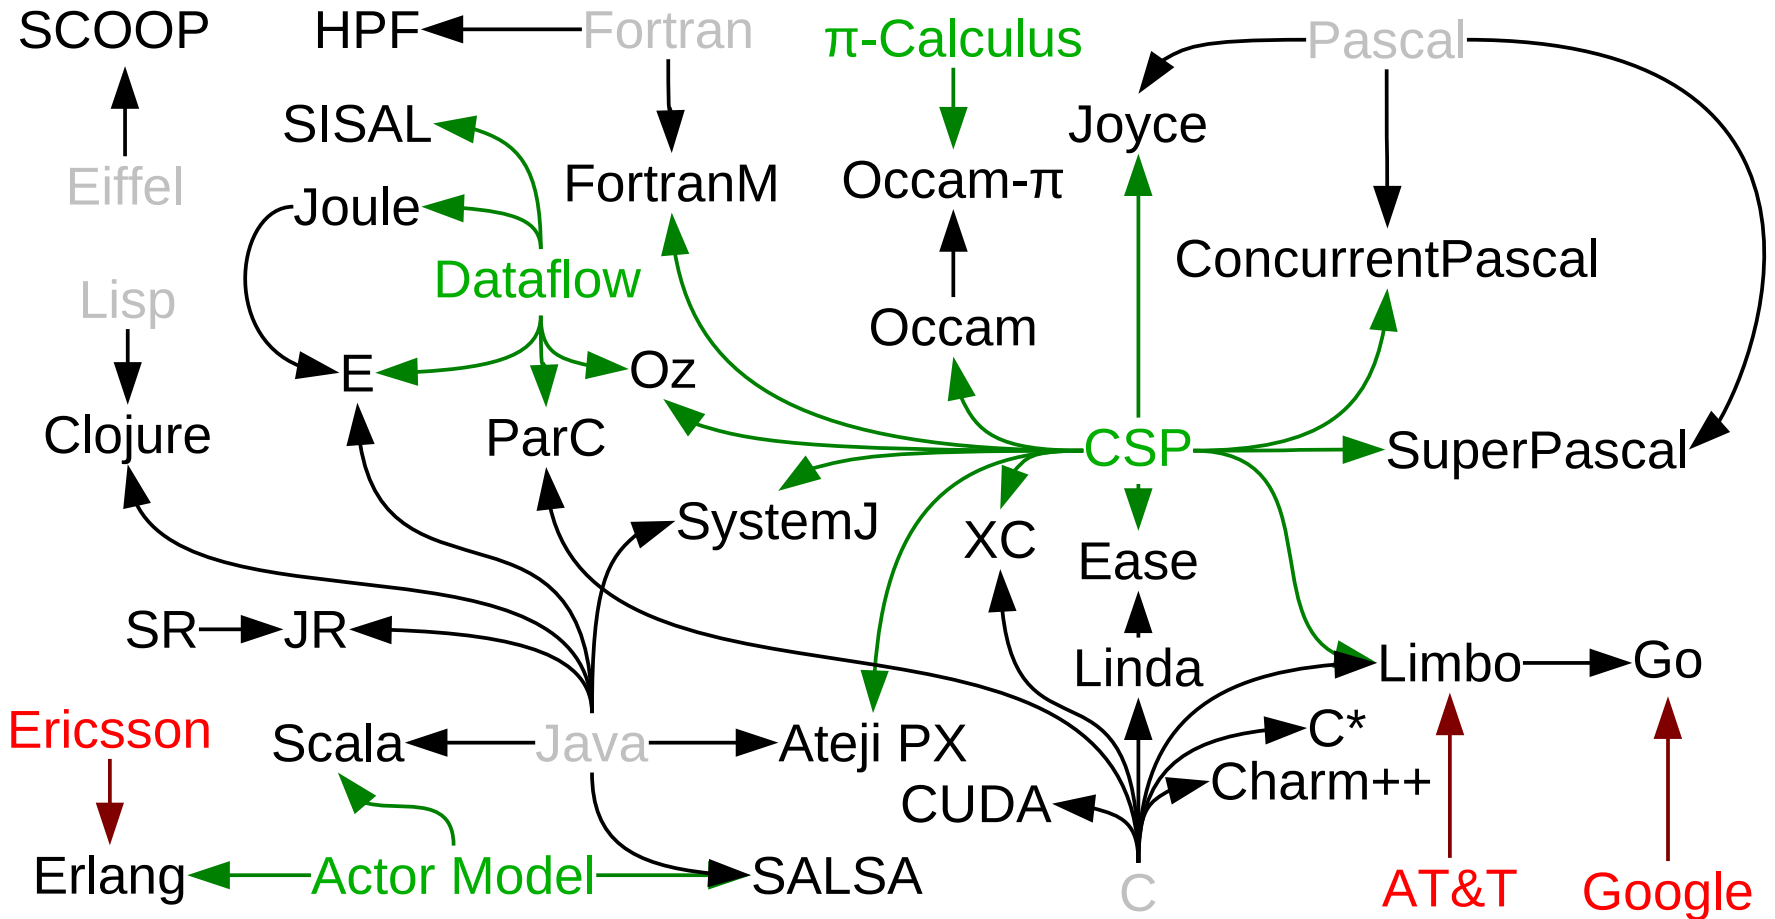 SCOOP
HPF
Fortran
π-Calculus
Pascal
SISAL
Joyce
Eiffel
FortranM
Occam-π
Joule
ConcurrentPascal
Dataflow
Lisp
Occam
E
Oz
Clojure
ParC
CSP
SuperPascal
SystemJ
XC
Ease
SR
JR
Linda
Limbo
Go
Ericsson
Scala
Java
Ateji PX
C*
Charm++
CUDA
Erlang
Actor Model
SALSA
C
AT&T
Google